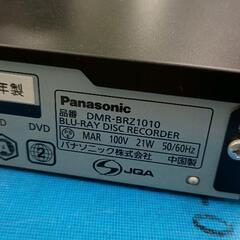 年製
DVD
2
Panasonic
品番 DMR-BRZ1010
BLU-RAY DISC RECORDER
MAR 100V 21W 50/60Hz
パナソニック株式会社 中国製
JQA